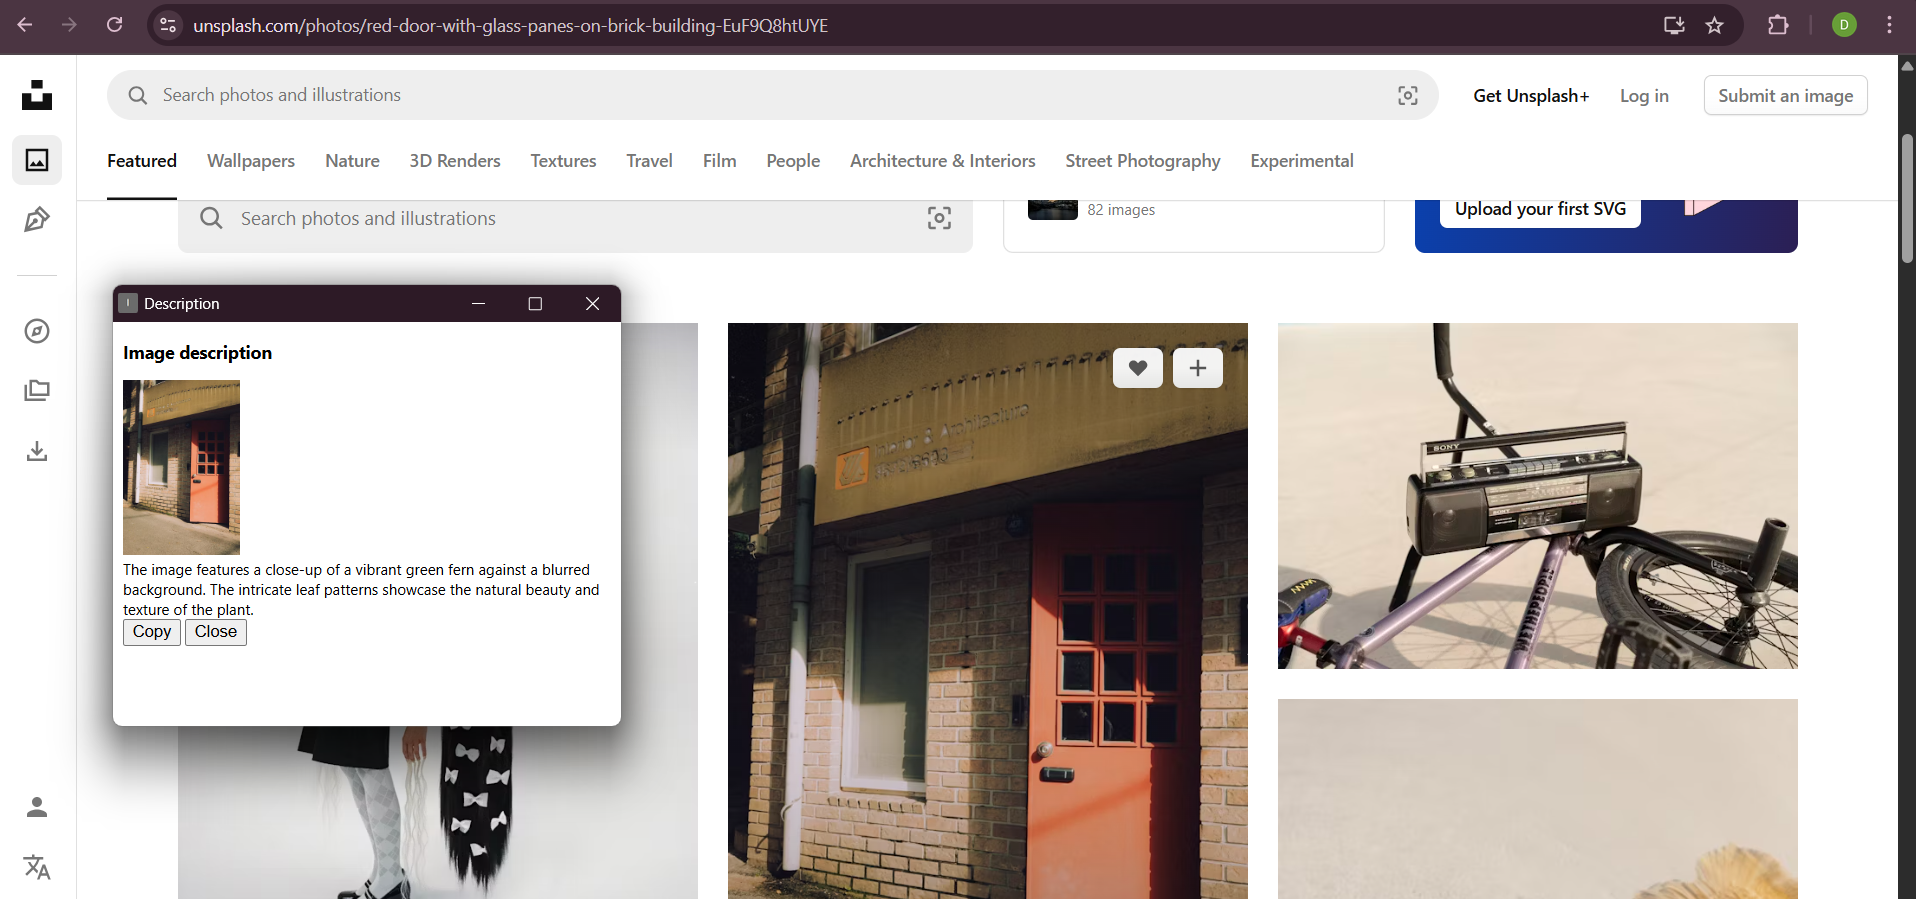 unsplash.com/photos/red-door-with-glass-panes-on-brick-building-EuF9Q8htUYE
D
Search photos and illustrations
Get Unsplash+
Log in
Submit an image
Featured
Wallpapers
Nature
3D Renders
Textures
Travel
Film
People
Architecture & Interiors
Street Photography
Experimental
Search photos and illustrations
82 images
Upload your first SVG
Description
Image description
The image features a close-up of a vibrant green fern against a blurred
background. The intricate leaf patterns showcase the natural beauty and
texture of the plant.
Copy Close
Interior & Architecture
SONY
SONY
WETHEPEOPLE